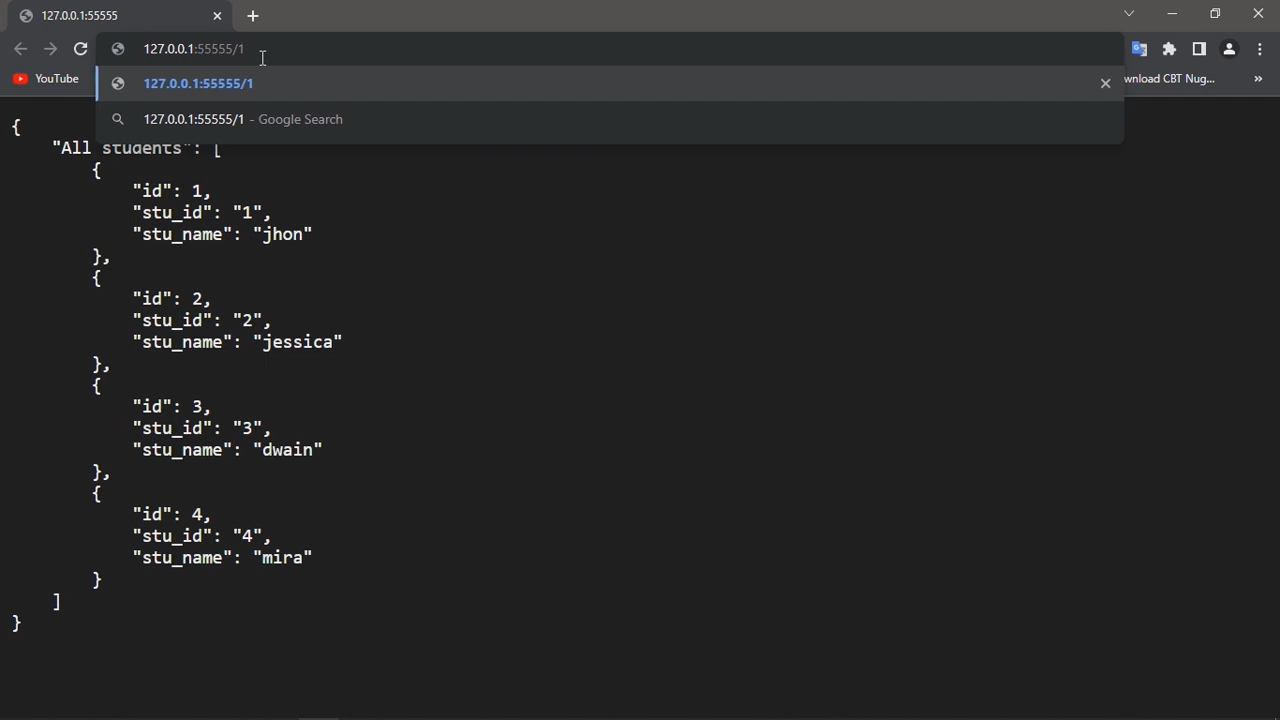 127.0.0.1:55555
127.0.0.1:55555/1
YouTube
127.0.0.1:55555/1
wnload CBT Nug...
»
127.0.0.1:55555/1 - Google Search
{
"All students": [
{
"id": 1,
"stu_id": "1",
"stu_name": "jhon"
},
{
"id": 2,
"stu_id": "2",
"stu_name": "jessica"
},
{
"id": 3,
"stu_id": "3",
"stu_name": "dwain"
},
{
"id": 4,
"stu_id": "4",
"stu_name": "mira"
}
]
}